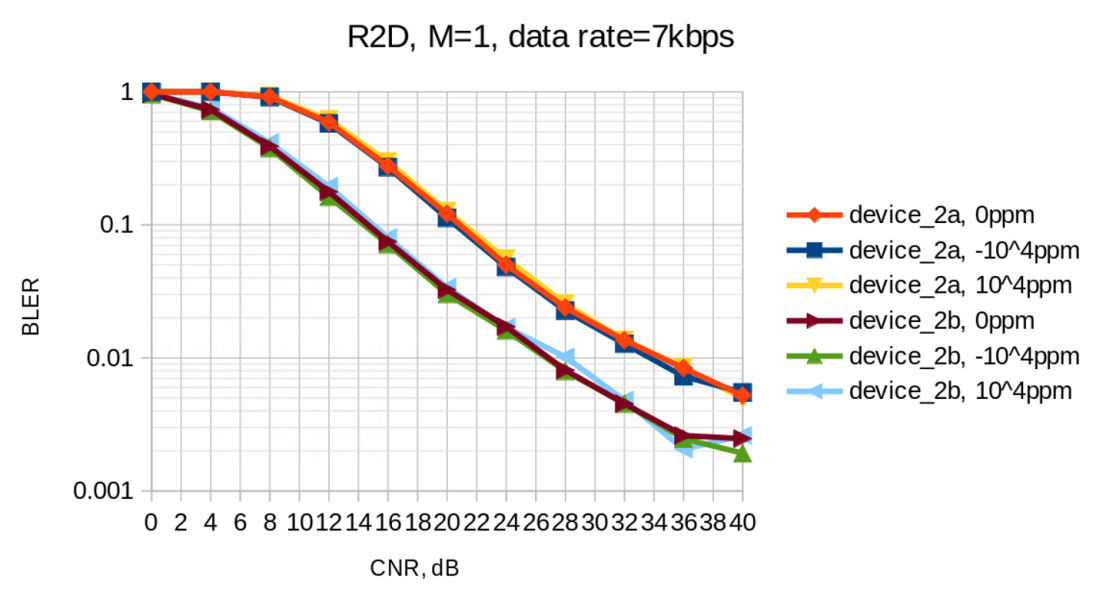 R2D, M=1, data rate=7kbps
1
0.1
0.01
0.001
BLER
0 2 4 6 8 10 12 14 16 18 20 22 24 26 28 30 32 34 36 38 40
CNR, dB
device_2a, 0ppm
device_2a, -10^4ppm
device_2a, 10^4ppm
device_2b, 0ppm
device_2b, -10^4ppm
device_2b, 10^4ppm